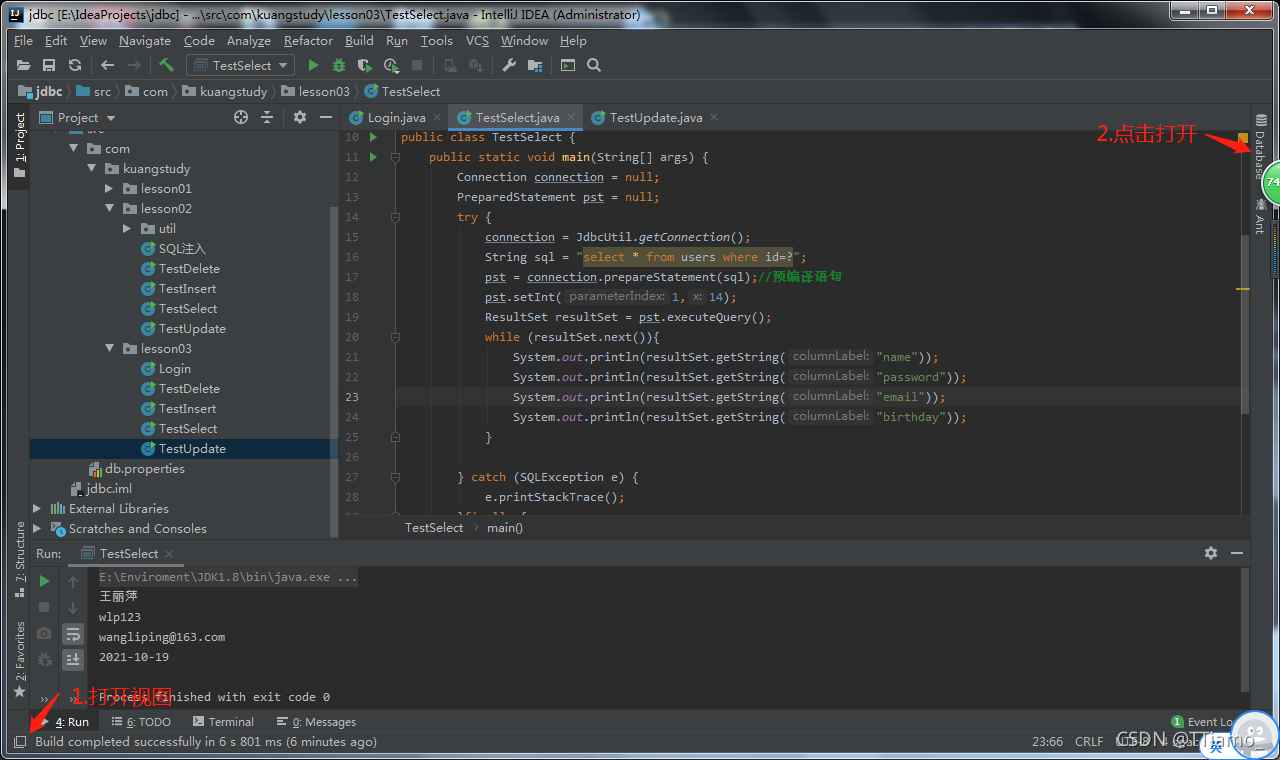 jdbc [E:\IdeaProjects\jdbc] - ...\src\com\kuangstudy\lesson03\TestSelect.java - IntelliJ IDEA (Administrator)
File Edit View Navigate Code Analyze Refactor Build Run Tools VCS Window Help
TestSelect
jdbc src com kuangstudy lesson03 TestSelect
1: Project
Project
src
com
kuangstudy
lesson01
lesson02
util
SQL注入
TestDelete
TestInsert
TestSelect
TestUpdate
lesson03
Login
TestDelete
TestInsert
TestSelect
TestUpdate
db.properties
jdbc.iml
External Libraries
Scratches and Consoles
Login.java TestSelect.java TestUpdate.java
10 public class TestSelect {
11 public static void main(String[] args) {
12 Connection connection = null;
13 PreparedStatement pst = null;
14 try {
15 connection = JdbcUtil.getConnection();
16 String sql = "select * from users where id=?";
17 pst = connection.prepareStatement(sql);//预编译语句
18 pst.setInt( parameterIndex: 1, x: 14);
19 ResultSet resultSet = pst.executeQuery();
20 while (resultSet.next()){
21 System.out.println(resultSet.getString( columnLabel: "name"));
22 System.out.println(resultSet.getString( columnLabel: "password"));
23 System.out.println(resultSet.getString( columnLabel: "email"));
24 System.out.println(resultSet.getString( columnLabel: "birthday"));
25 }
26
27 } catch (SQLException e) {
28 e.printStackTrace();
TestSelect main()
2.点击打开
Database
74
Ant
7: Structure
2: Favorites
Run: TestSelect
E:\Enviroment\JDK1.8\bin\java.exe ...
王丽萍
wlp123
wangliping@163.com
2021-10-19
Process finished with exit code 0
1.打开视图
4: Run 6: TODO Terminal 0: Messages 1 Event Lo
Build completed successfully in 6 s 801 ms (6 minutes ago) 23:66 CRLF
CSDN @TTiamo_
英